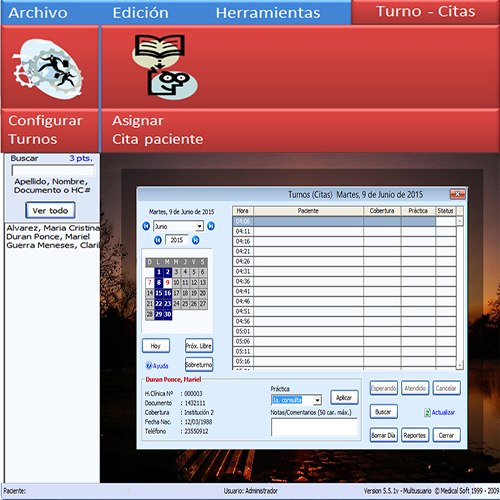 Archivo Edición Herramientas Turno - Citas
Configurar Turnos
Asignar Cita paciente
Buscar 3 pts.
Apellido, Nombre,
Documento o HC#
Ver todo
Alvarez, Maria Cristina
Duran Ponce, Mariel
Guerra Meneses, Clari
Turnos (Citas) Martes, 9 de Junio de 2015
Martes, 9 de Junio de 2015
Junio
2015
D L M M J V S
1 2 3 4 5 6
7 8 9 10 11 12 13
14 15 16 17 18 19 20
21 22 23 24 25 26 27
28 29 30
Hoy Próx. Libre
Ayuda Sobreturno
Hora Paciente Cobertura Práctica Status
04:06
04:11
04:16
04:21
04:26
04:31
04:36
04:41
04:46
04:51
04:56
05:01
05:06
05:11
05:16
Duran Ponce, Mariel
H.Clínica Nº : 000003
Documento : 1432111
Cobertura : Institución 2
Fecha Nac. : 12/03/1988
Teléfono : 23550912
Práctica
1a. consulta Aplicar
Notas/Comentarios (50 car. máx.)
Esperando Atendido Cancelar
Buscar Actualizar
Borrar Día Reportes Cerrar
Paciente: Usuario: Administrador Version 5.5.1v - Multiusuario © Medical Soft 1999 - 2009